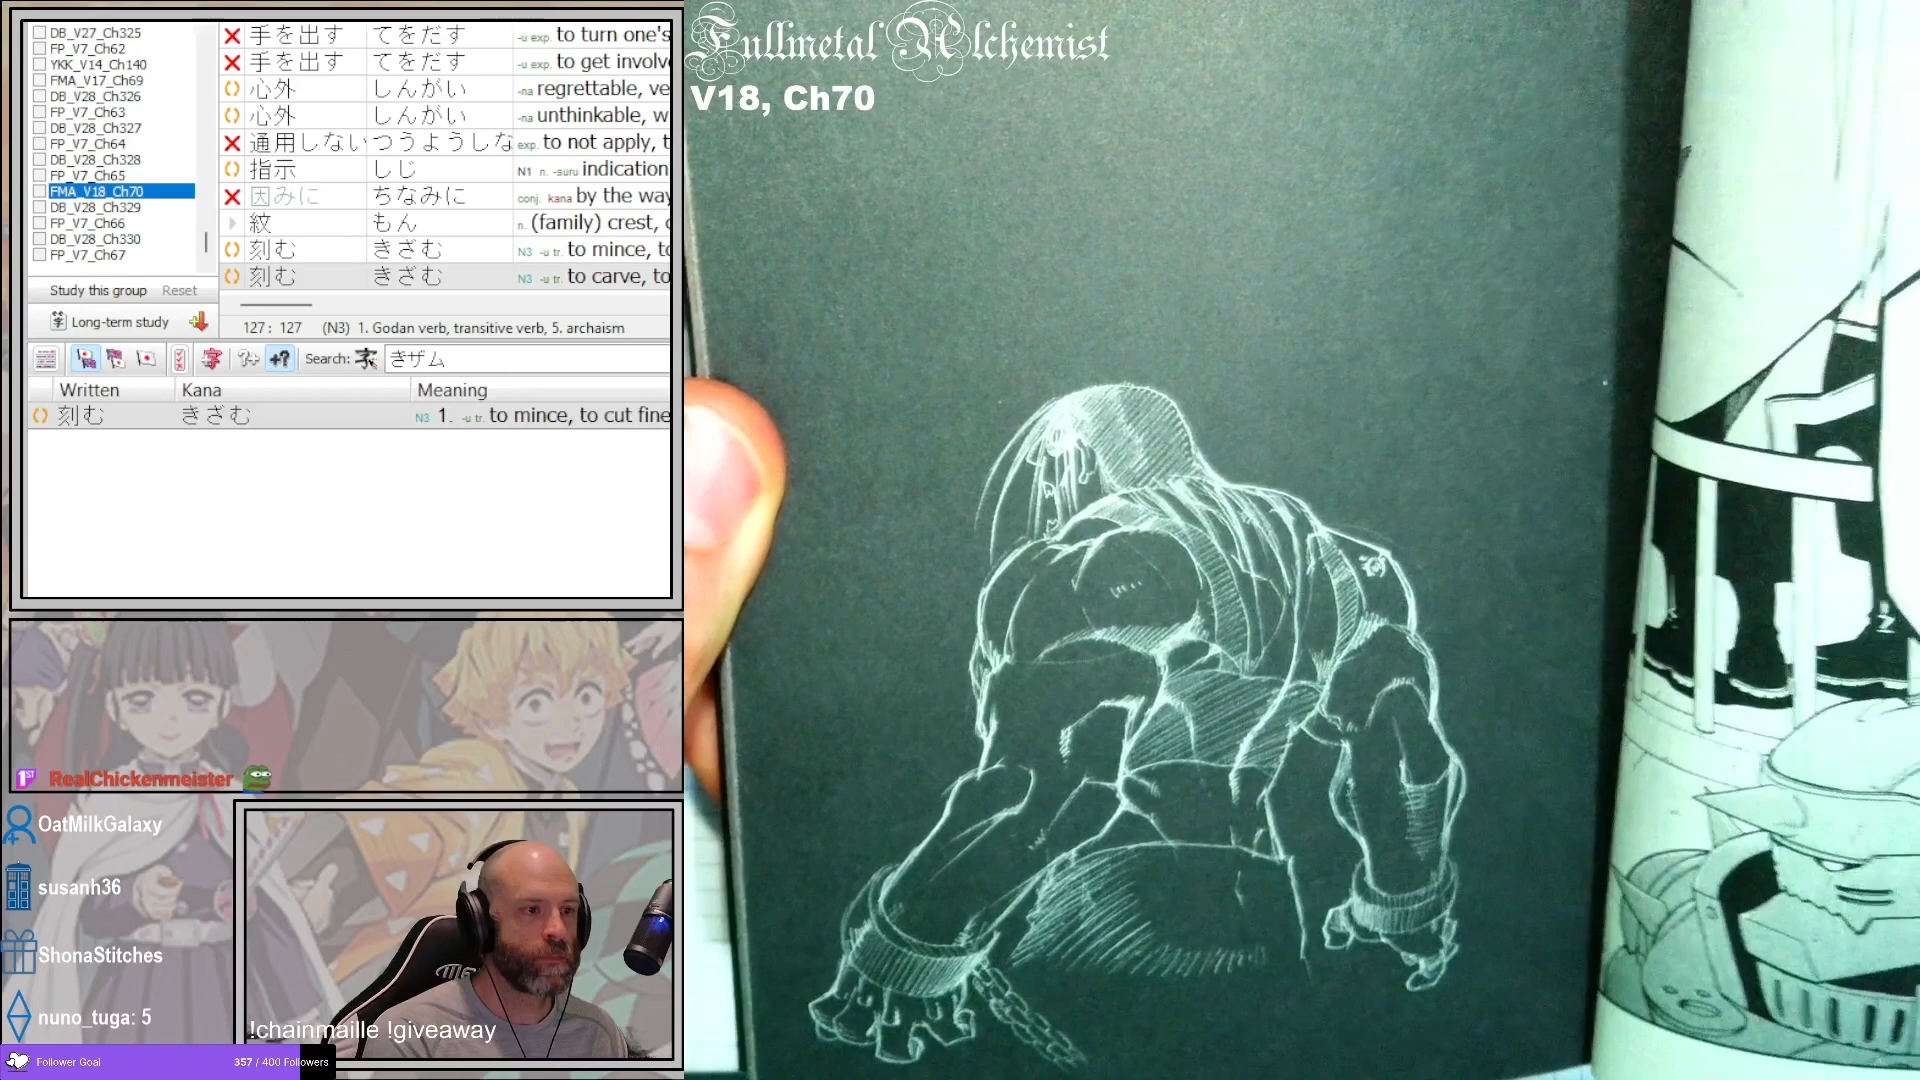 DB_V27_Ch325
FP_V7_Ch62
YKK_V14_Ch140
FMA_V17_Ch69
DB_V28_Ch326
FP_V7_Ch63
DB_V28_Ch327
FP_V7_Ch64
DB_V28_Ch328
FP_V7_Ch65
FMA_V18_Ch70
DB_V28_Ch329
FP_V7_Ch66
DB_V28_Ch330
FP_V7_Ch67
Study this group Reset
Long-term study
手を出す てをだす -u exp. to turn one's
手を出す てをだす -u exp. to get involv
心外 しんがい -na regrettable, ve
心外 しんがい -na unthinkable, w
通用しない つうようしな exp. to not apply, t
指示 しじ N1 n. -suru indication
因みに ちなみに conj. kana by the way
紋 もん n. (family) crest,
刻む きざむ N3 -u tr. to mince, to
刻む きざむ N3 -u tr. to carve, to
127: 127 (N3) 1. Godan verb, transitive verb, 5. archaism
Search: きザム
Written Kana Meaning
刻む きざむ N3 1. -u tr. to mince, to cut fine
Fullmetal Alchemist
V18, Ch70
1ST RealChickenmeister
OatMilkGalaxy
susanh36
ShonaStitches
nuno_tuga: 5
!chainmaille !giveaway
Follower Goal 357 / 400 Followers